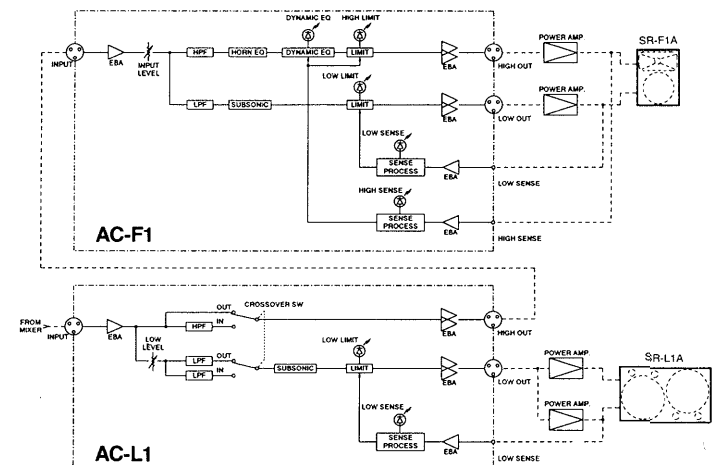 DYNAMIC EQ
HIGH LIMIT
INPUT
EBA
INPUT LEVEL
HPF
HORN EQ
DYNAMIC EQ
LIMIT
EBA
HIGH OUT
POWER AMP.
SR-F1A
LOW LIMIT
LPF
SUBSONIC
LIMIT
EBA
LOW OUT
POWER AMP.
LOW SENSE
SENSE PROCESS
EBA
LOW SENSE
HIGH SENSE
SENSE PROCESS
EBA
HIGH SENSE
AC-F1
FROM MIXER
INPUT
EBA
OUT
CROSSOVER SW
HPF
IN
EBA
HIGH OUT
LOW LEVEL
LPF
OUT
LPF
IN
SUBSONIC
LOW LIMIT
LIMIT
EBA
LOW OUT
POWER AMP.
SR-L1A
POWER AMP.
LOW SENSE
SENSE PROCESS
EBA
LOW SENSE
AC-L1